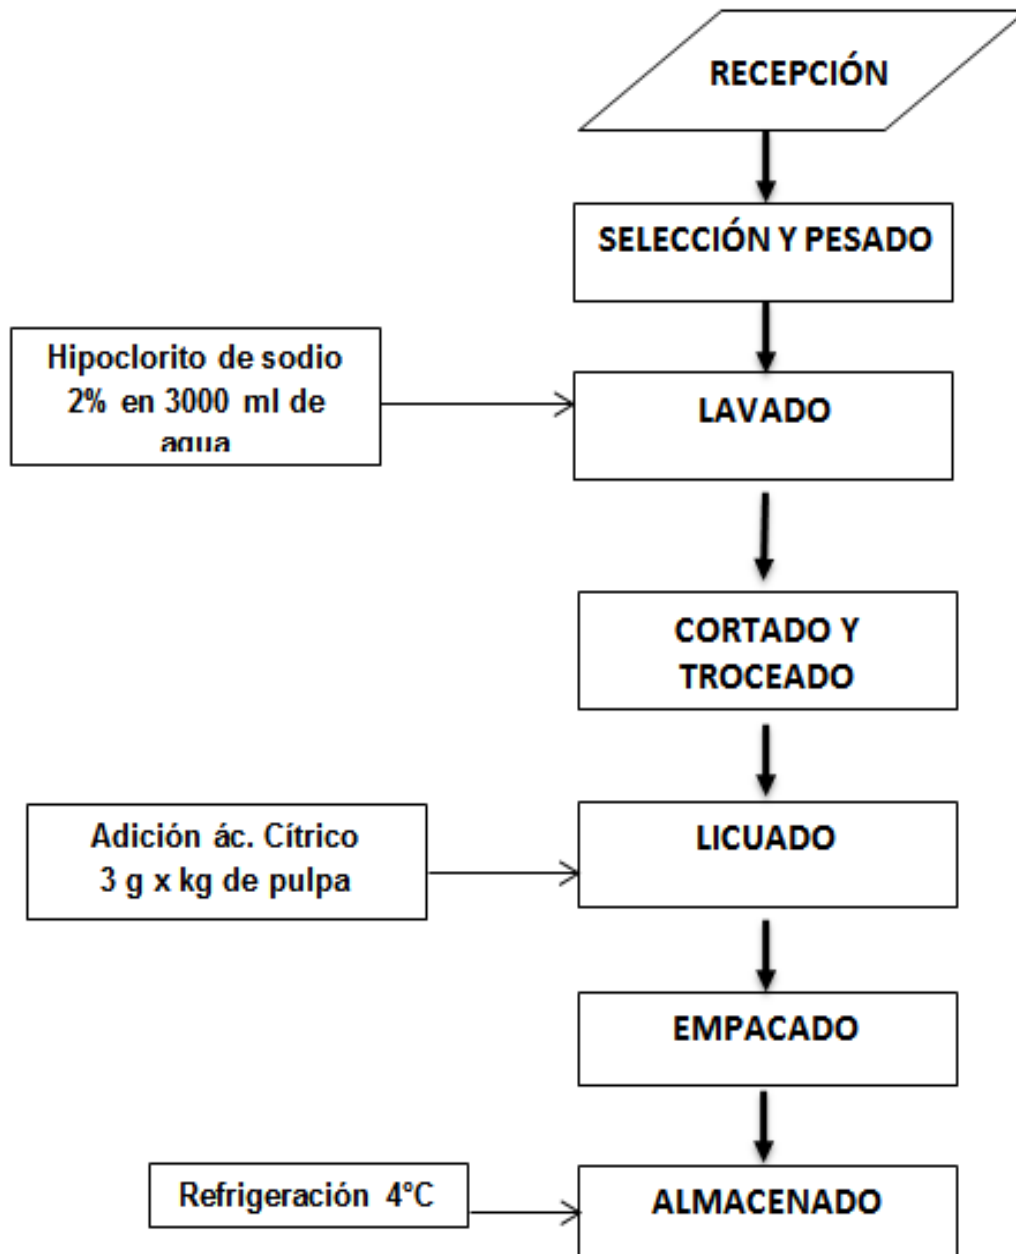 RECEPCIÓN
SELECCIÓN Y PESADO
Hipoclorito de sodio
2% en 3000 ml de
agua
LAVADO
CORTADO Y
TROCEADO
Adición ác. Cítrico
3 g x kg de pulpa
LICUADO
EMPACADO
Refrigeración 4°C
ALMACENADO